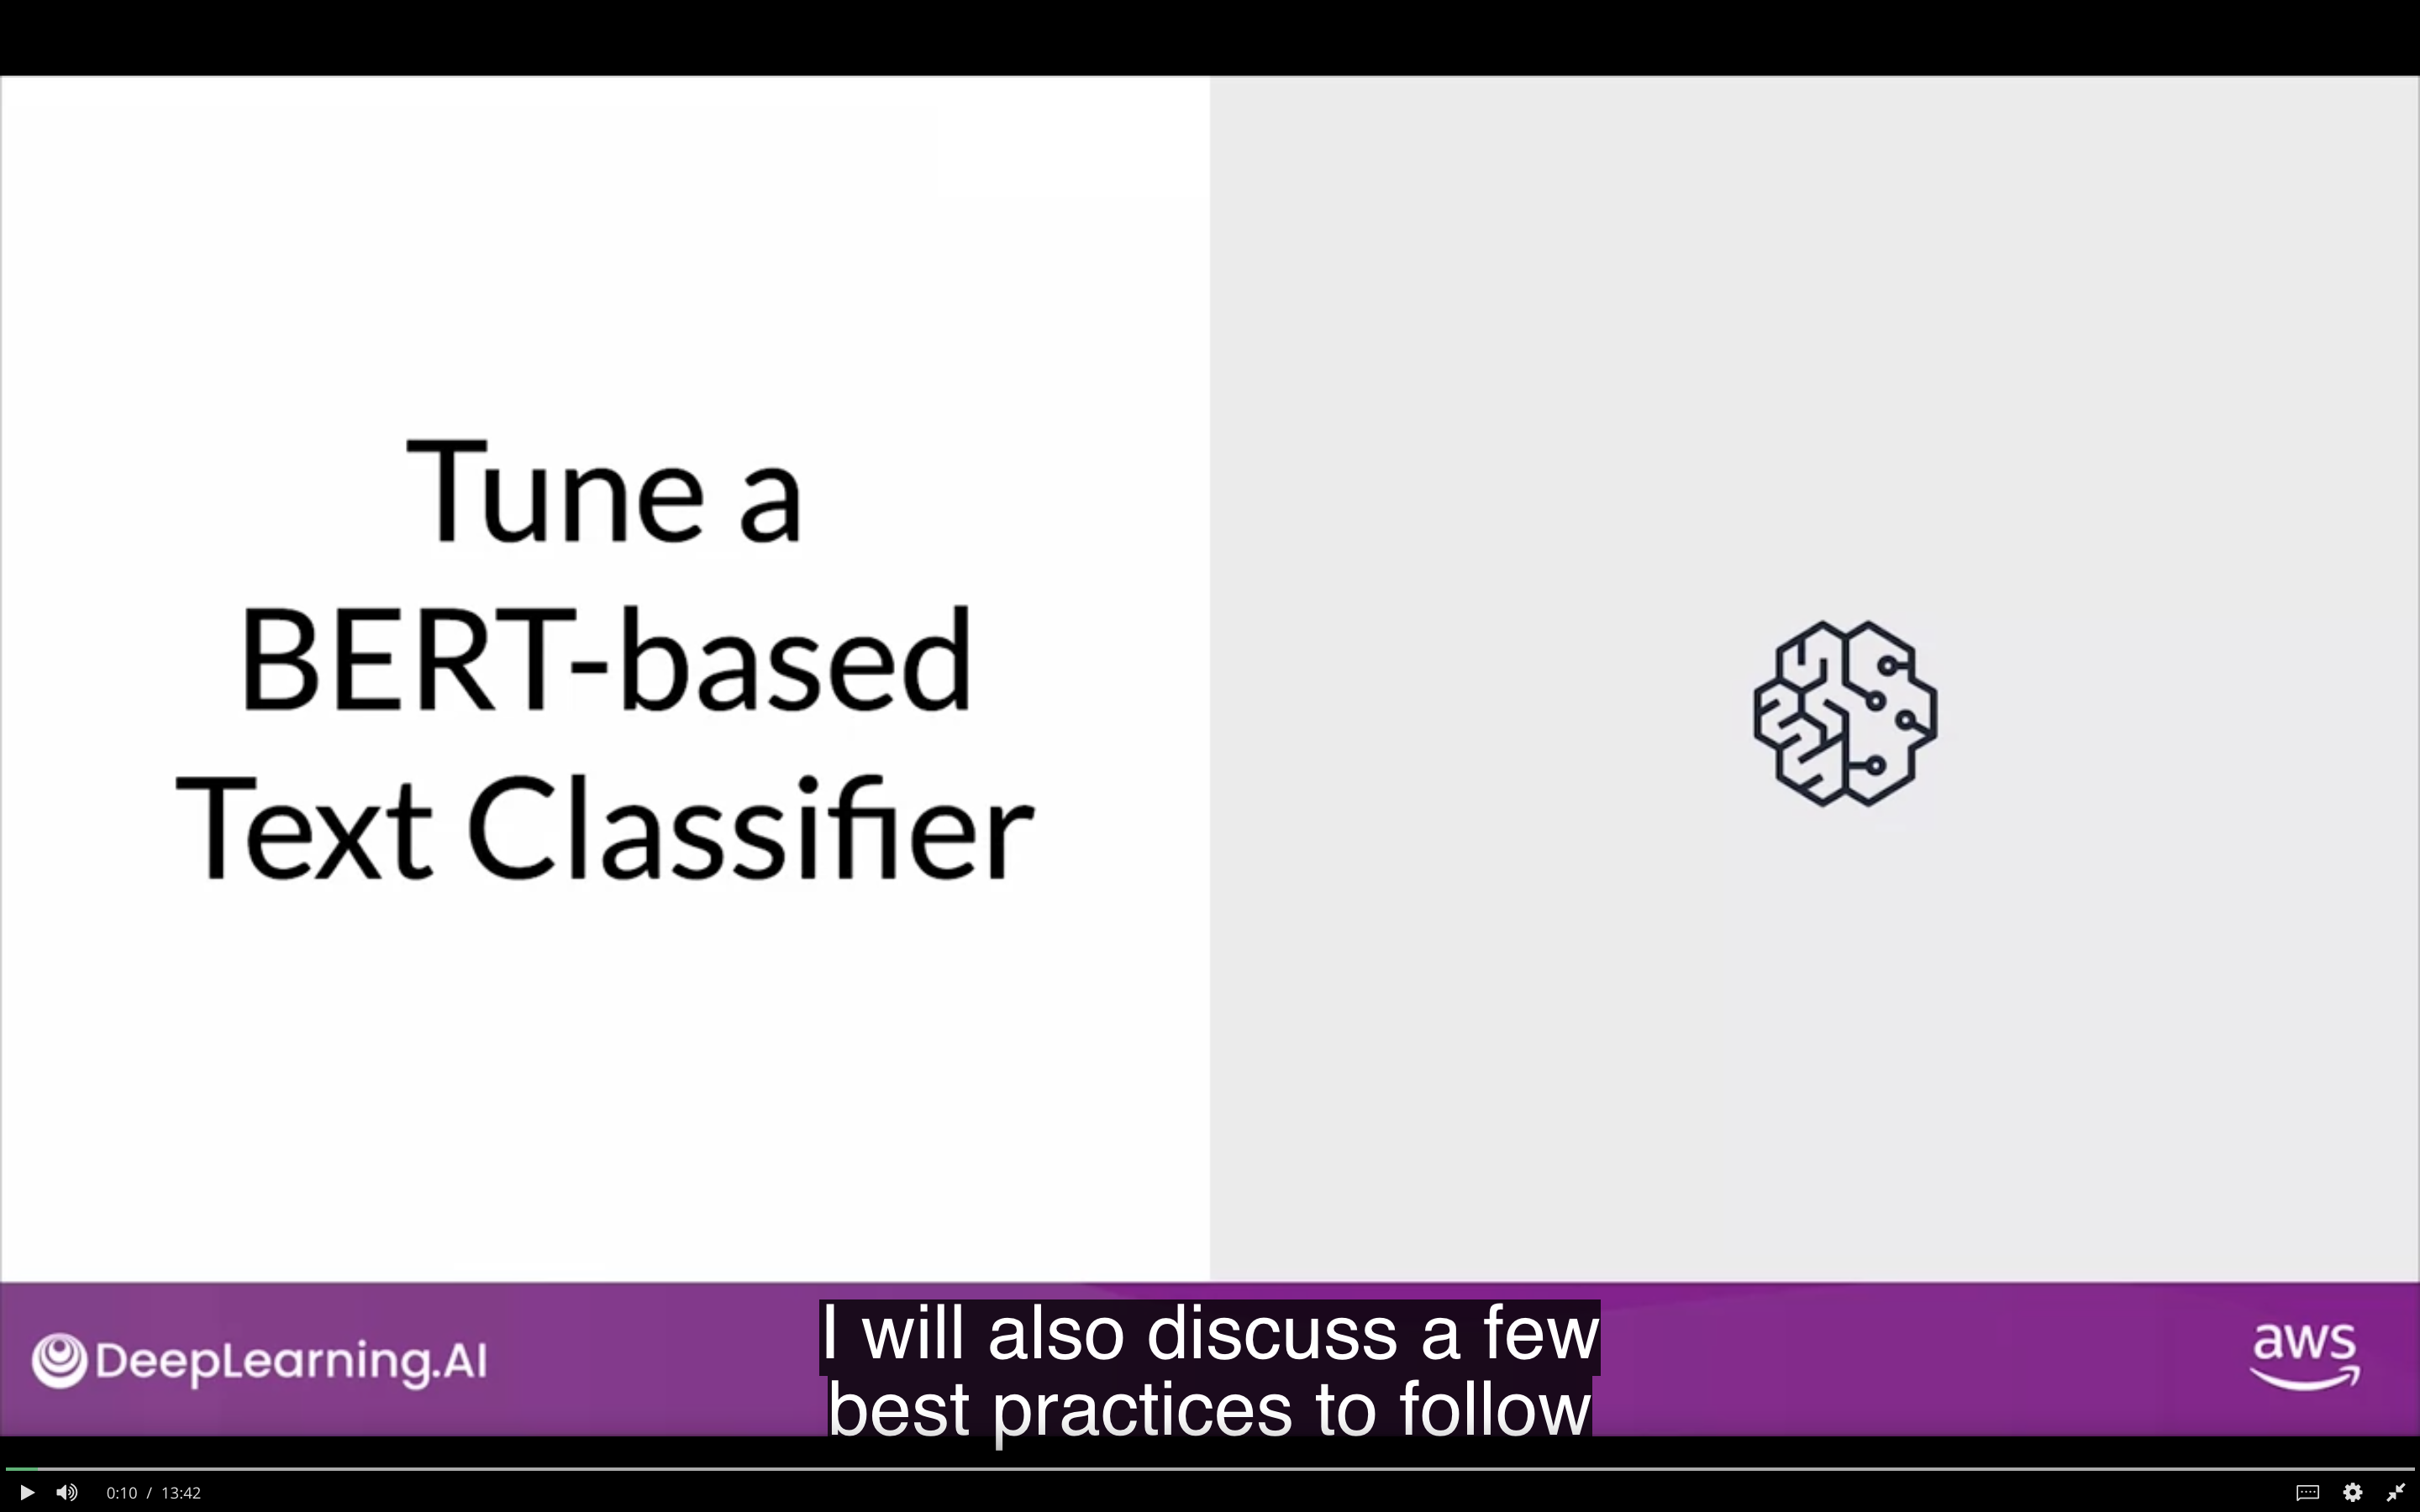 Tune a
BERT-based
Text Classifier
DeepLearning.AI
I will also discuss a few
best practices to follow
aws
0:10 / 13:42